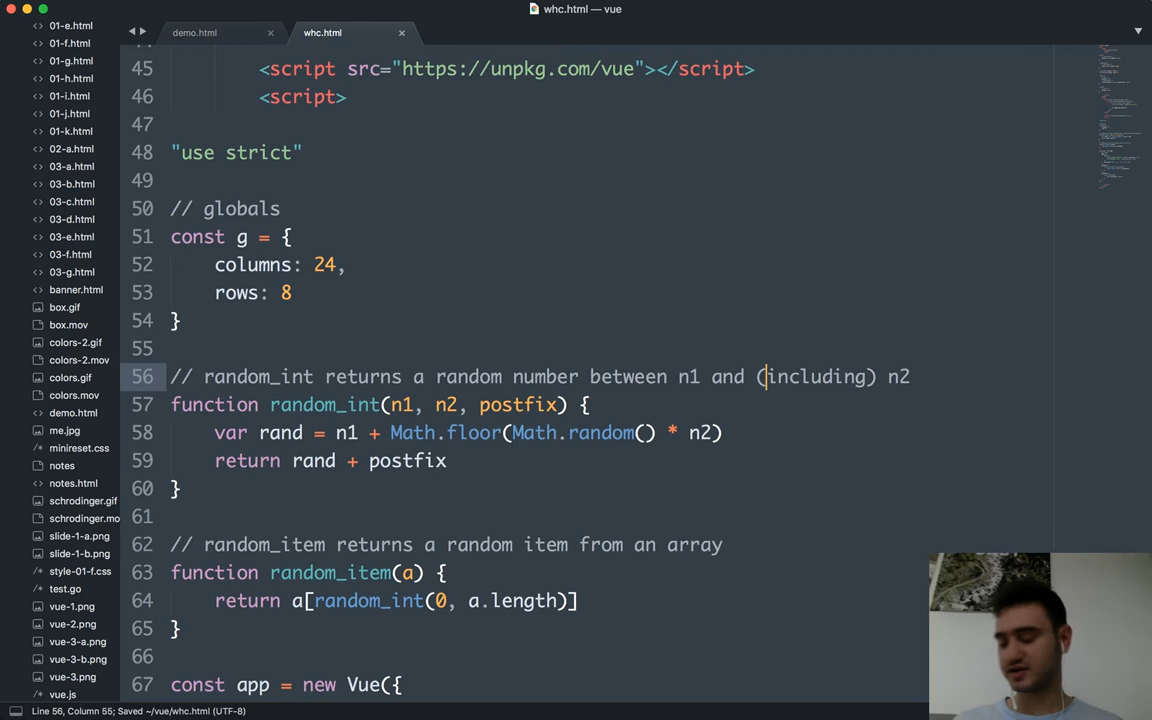 whc.html — vue
demo.html
whc.html
01-e.html
01-f.html
01-g.html
01-h.html
01-i.html
01-j.html
01-k.html
02-a.html
03-a.html
03-b.html
03-c.html
03-d.html
03-e.html
03-f.html
03-g.html
banner.html
box.gif
box.mov
colors-2.gif
colors-2.mov
colors.gif
colors.mov
demo.html
me.jpg
minireset.css
notes
notes.html
schrodinger.gif
schrodinger.mo
slide-1-a.png
slide-1-b.png
style-01-f.css
test.go
vue-1.png
vue-2.png
vue-3-a.png
vue-3-b.png
vue-3.png
vue.js
45 <script src="https://unpkg.com/vue"></script>
46 <script>
47
48 "use strict"
49
50 // globals
51 const g = {
52 columns: 24,
53 rows: 8
54 }
55
56 // random_int returns a random number between n1 and (including) n2
57 function random_int(n1, n2, postfix) {
58 var rand = n1 + Math.floor(Math.random() * n2)
59 return rand + postfix
60 }
61
62 // random_item returns a random item from an array
63 function random_item(a) {
64 return a[random_int(0, a.length)]
65 }
66
67 const app = new Vue({
Line 56, Column 55; Saved ~/vue/whc.html (UTF-8)